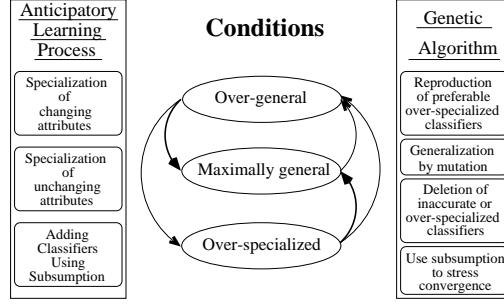 Anticipatory
Learning
Process
Specialization
of
changing
attributes
Specialization
of
unchanging
attributes
Adding
Classifiers
Using
Subsumption
Conditions
Over-general
Maximally general
Over-specialized
Genetic
Algorithm
Reproduction
of preferable
over-specialized
classifiers
Generalization
by mutation
Deletion of
inaccurate or
over-specialized
classifiers
Use subsumption
to stress
convergence